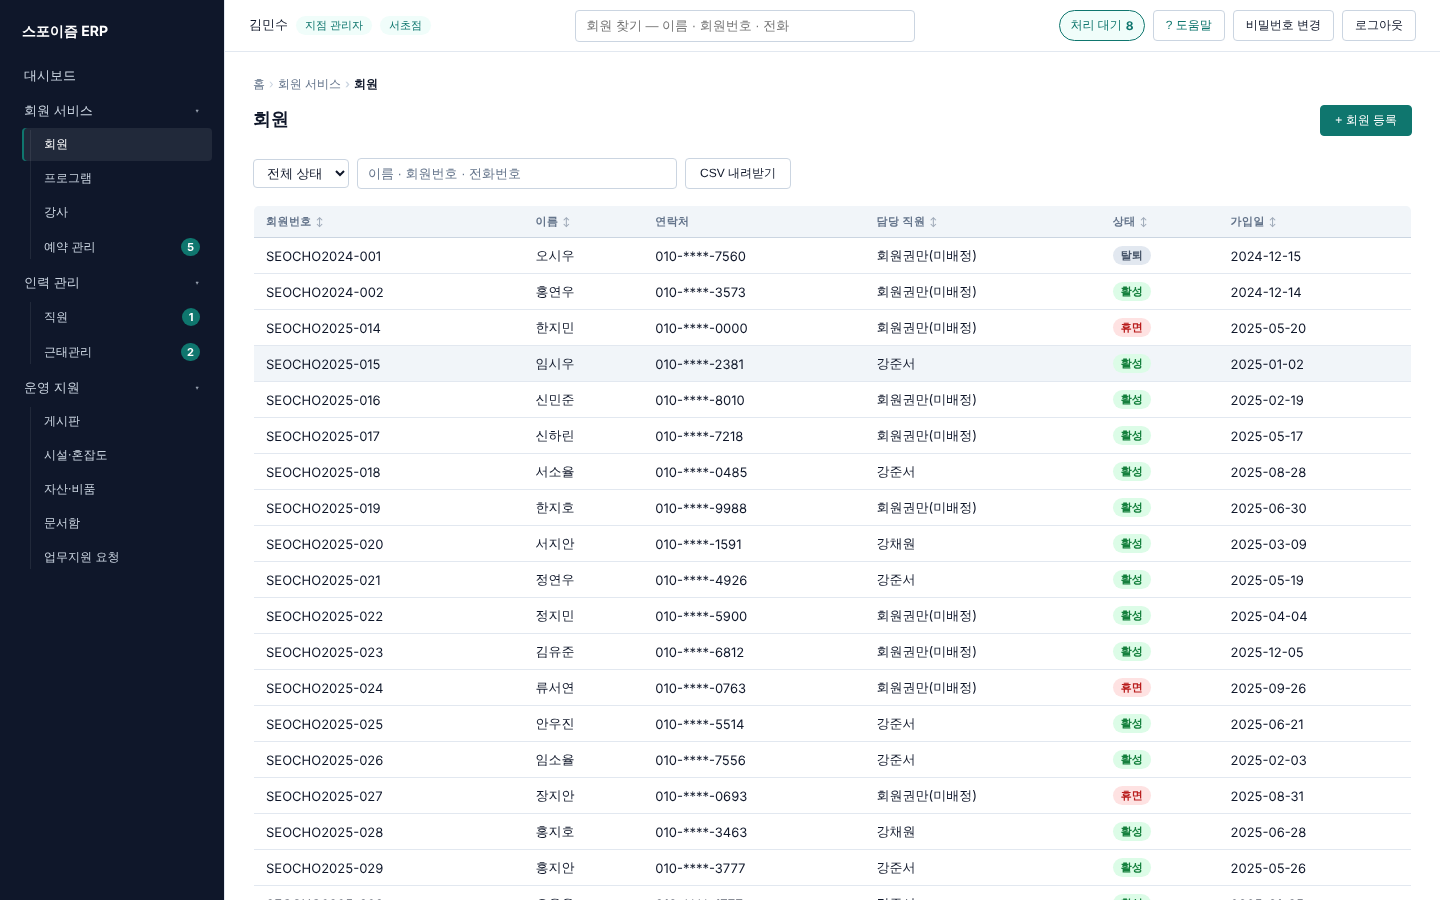 스포이즘 ERP
대시보드
회원 서비스
회원
프로그램
강사
예약 관리 5
인력 관리
직원 1
근태관리 2
운영 지원
게시판
시설·혼잡도
자산·비품
문서함
업무지원 요청
김민수 지점 관리자 서초점 회원 찾기 — 이름 · 회원번호 · 전화 처리 대기 8 ? 도움말 비밀번호 변경 로그아웃
홈 › 회원 서비스 › 회원
회원 + 회원 등록
전체 상태 이름 · 회원번호 · 전화번호 CSV 내려받기
회원번호 ↕ 이름 ↕ 연락처 담당 직원 ↕ 상태 ↕ 가입일 ↕
SEOCHO2024-001 오시우 010-****-7560 회원권만(미배정) 탈퇴 2024-12-15
SEOCHO2024-002 홍연우 010-****-3573 회원권만(미배정) 활성 2024-12-14
SEOCHO2025-014 한지민 010-****-0000 회원권만(미배정) 휴면 2025-05-20
SEOCHO2025-015 임시우 010-****-2381 강준서 활성 2025-01-02
SEOCHO2025-016 신민준 010-****-8010 회원권만(미배정) 활성 2025-02-19
SEOCHO2025-017 신하린 010-****-7218 회원권만(미배정) 활성 2025-05-17
SEOCHO2025-018 서소율 010-****-0485 강준서 활성 2025-08-28
SEOCHO2025-019 한지호 010-****-9988 회원권만(미배정) 활성 2025-06-30
SEOCHO2025-020 서지안 010-****-1591 강채원 활성 2025-03-09
SEOCHO2025-021 정연우 010-****-4926 강준서 활성 2025-05-19
SEOCHO2025-022 정지민 010-****-5900 회원권만(미배정) 활성 2025-04-04
SEOCHO2025-023 김유준 010-****-6812 회원권만(미배정) 활성 2025-12-05
SEOCHO2025-024 류서연 010-****-0763 회원권만(미배정) 휴면 2025-09-26
SEOCHO2025-025 안우진 010-****-5514 강준서 활성 2025-06-21
SEOCHO2025-026 임소율 010-****-7556 강준서 활성 2025-02-03
SEOCHO2025-027 장지안 010-****-0693 회원권만(미배정) 휴면 2025-08-31
SEOCHO2025-028 홍지호 010-****-3463 강채원 활성 2025-06-28
SEOCHO2025-029 홍지안 010-****-3777 강준서 활성 2025-05-26